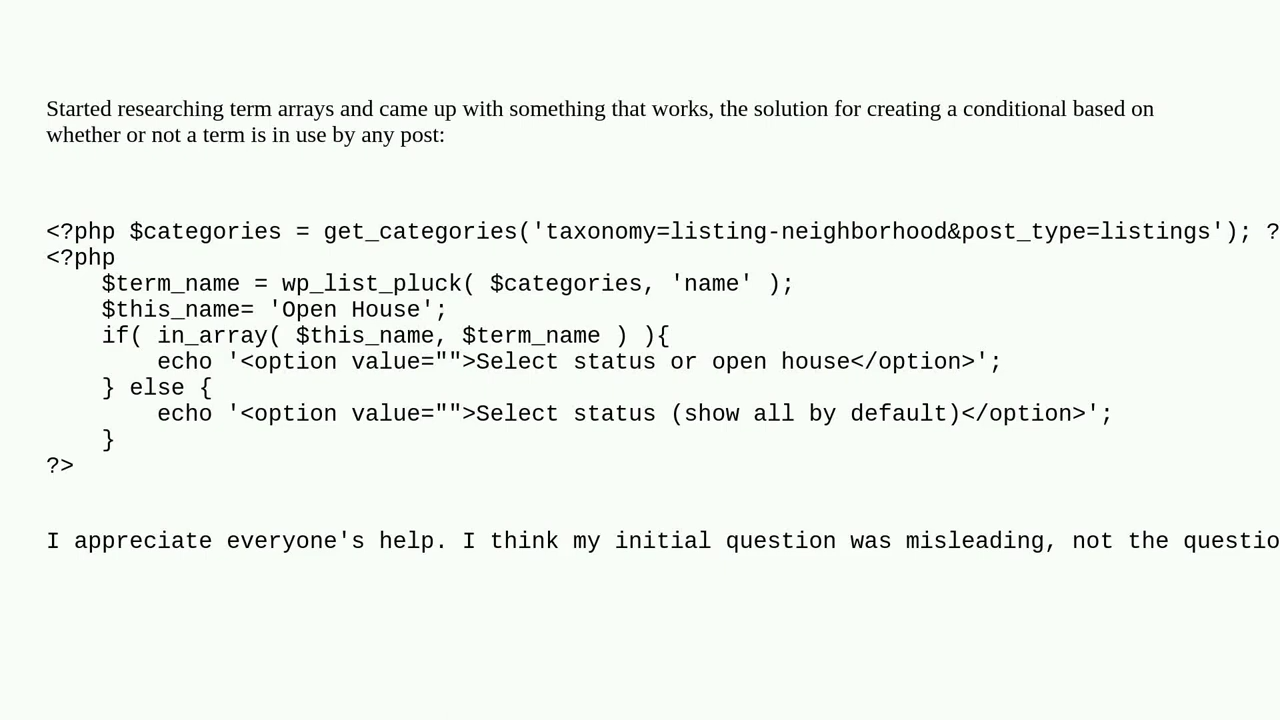 Started researching term arrays and came up with something that works, the solution for creating a conditional based on
whether or not a term is in use by any post:
<?php $categories = get_categories('taxonomy=listing-neighborhood&post_type=listings'); ?
<?php
    $term_name = wp_list_pluck( $categories, 'name' );
    $this_name= 'Open House';
    if( in_array( $this_name, $term_name ) ){
        echo '<option value="">Select status or open house</option>';
    } else {
        echo '<option value="">Select status (show all by default)</option>';
    }
?>
I appreciate everyone's help. I think my initial question was misleading, not the questio